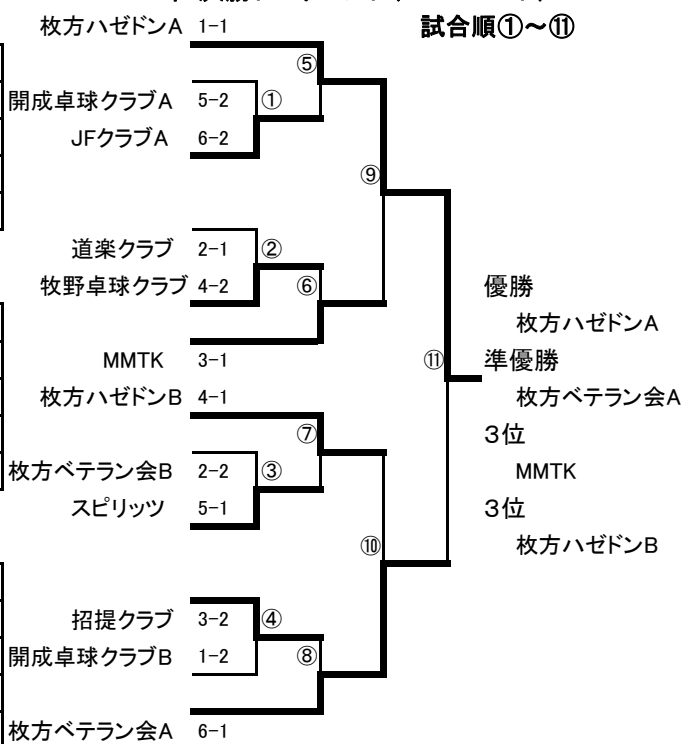 枚方ハゼドンA 1-1
試合順①～⑪
⑤
開成卓球クラブA 5-2 ①
JFクラブA 6-2
⑨
道楽クラブ 2-1 ②
牧野卓球クラブ 4-2 ⑥
優勝
枚方ハゼドンA
MMTK 3-1
⑪ 準優勝
枚方ハゼドンB 4-1
枚方ベテラン会A
⑦
3位
枚方ベテラン会B 2-2 ③
MMTK
スピリッツ 5-1
3位
⑩
枚方ハゼドンB
招提クラブ 3-2 ④
開成卓球クラブB 1-2 ⑧
枚方ベテラン会A 6-1